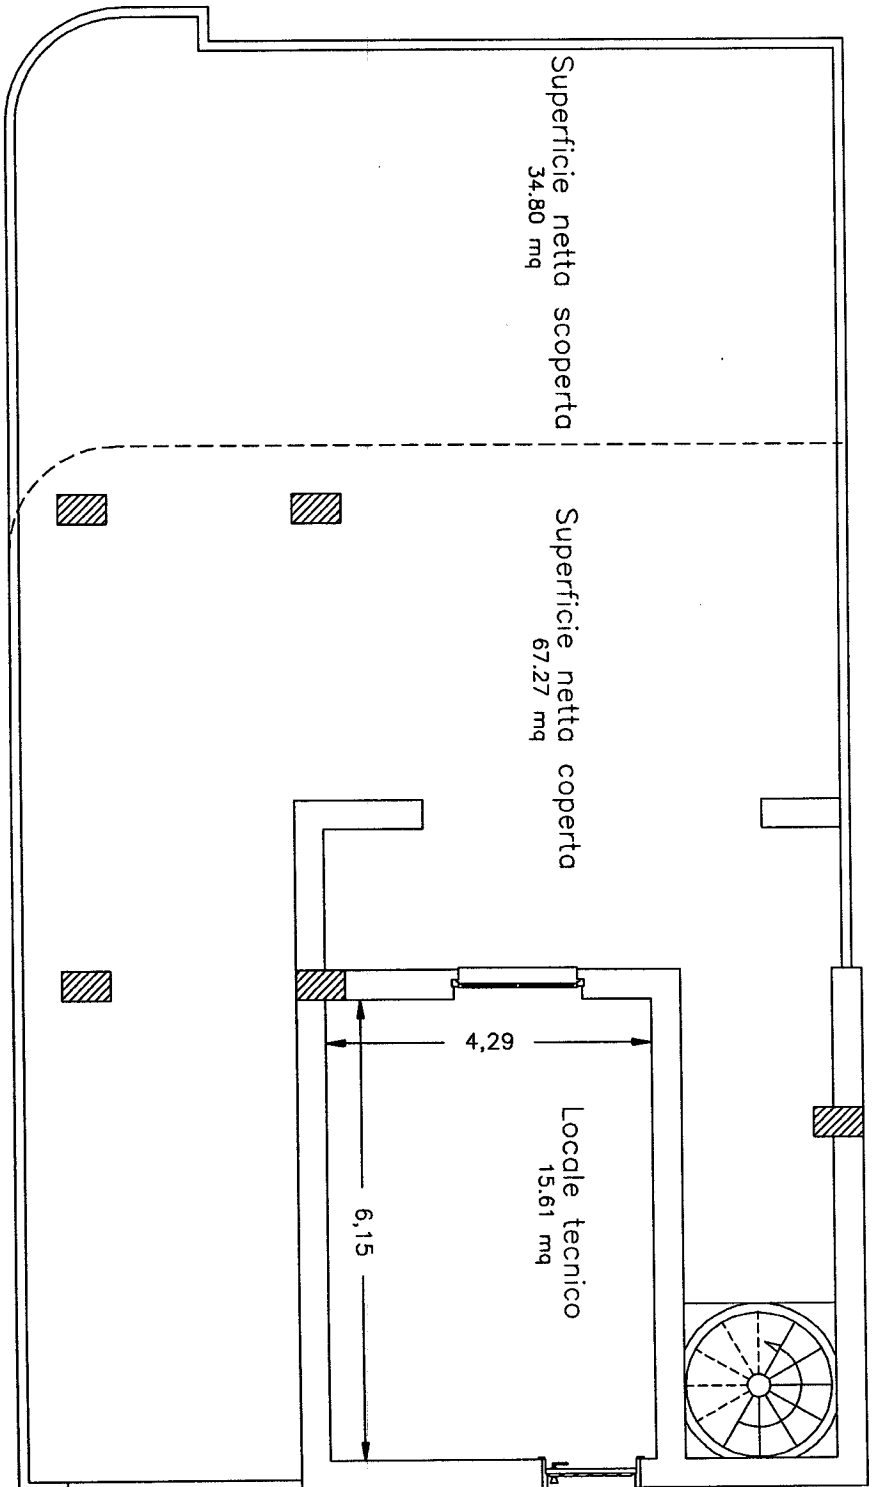 Superficie netta scoperta
34.80 mq
Superficie netta coperta
67.27 mq
4,29
Locale tecnico
15.61 mq
6,15